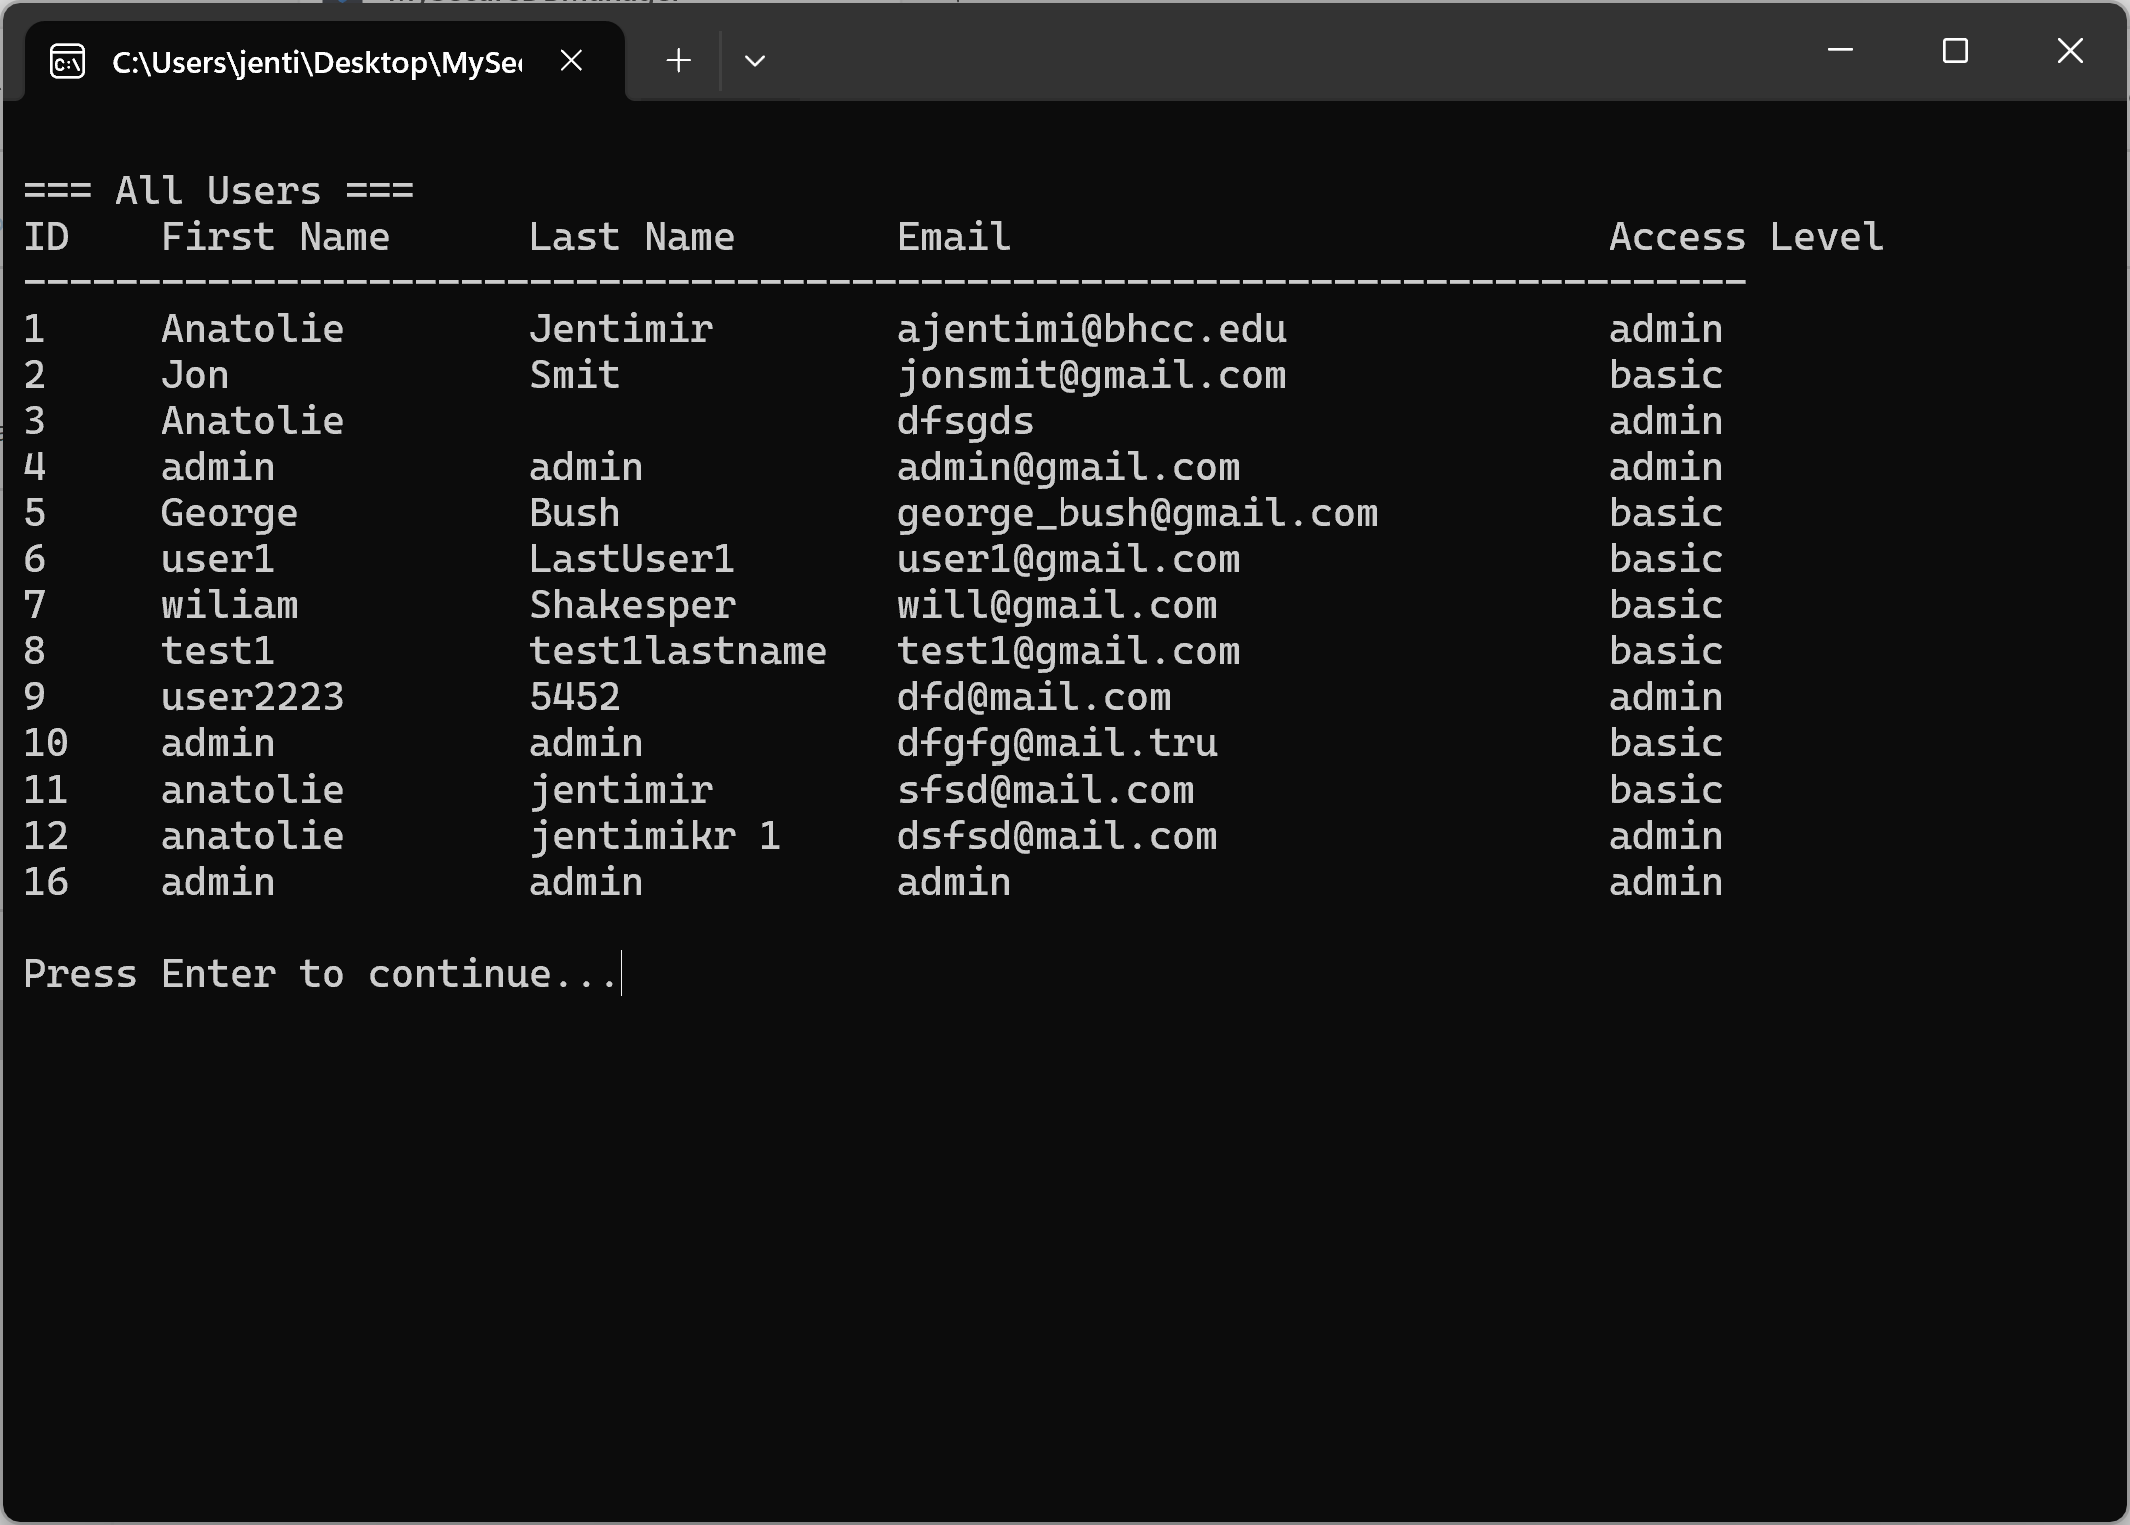 C:\Users\jenti\Desktop\MySec
=== All Users ===
ID First Name Last Name Email Access Level
---------------------------------------------------------------------------
1 Anatolie Jentimir ajentimi@bhcc.edu admin
2 Jon Smit jonsmit@gmail.com basic
3 Anatolie dfsgds admin
4 admin admin admin@gmail.com admin
5 George Bush george_bush@gmail.com basic
6 user1 LastUser1 user1@gmail.com basic
7 wiliam Shakesper will@gmail.com basic
8 test1 test1lastname test1@gmail.com basic
9 user2223 5452 dfd@mail.com admin
10 admin admin dfgfg@mail.tru basic
11 anatolie jentimir sfsd@mail.com basic
12 anatolie jentimikr 1 dsfsd@mail.com admin
16 admin admin admin admin
Press Enter to continue...